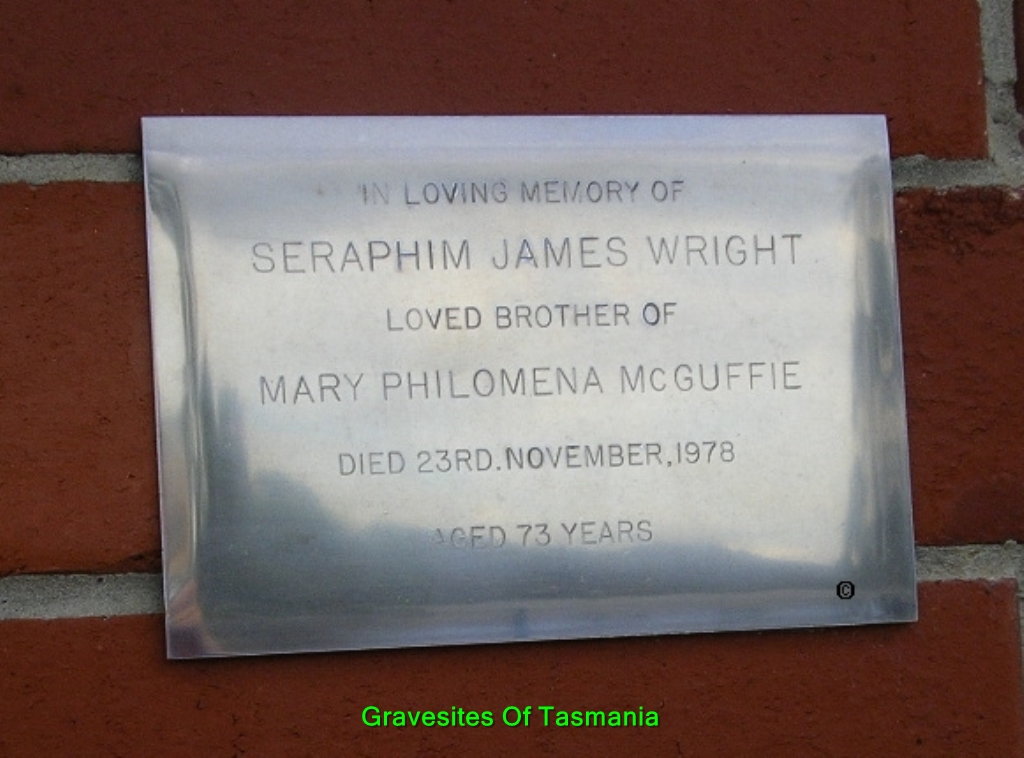 IN LOVING MEMORY OF
SERAPHIM JAMES WRIGHT
LOVED BROTHER OF
MARY PHILOMENA McGUFFIE
DIED 23RD.NOVEMBER,1978
AGED 73 YEARS
©
Gravesites Of Tasmania